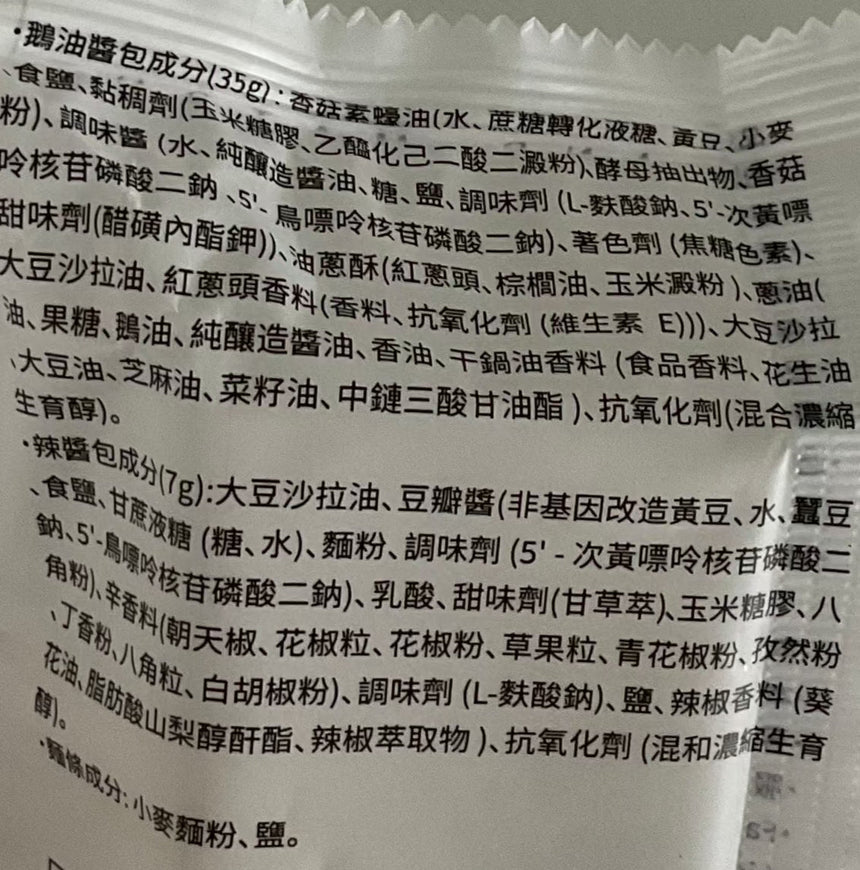 ·鵝油醬包成分(35g):香菇素蠔油(水、蔗糖轉化液糖、黃豆、小麥
、食鹽、黏稠劑(玉米糖膠、乙醯化己二酸二澱粉)、酵母抽出物、香菇
粉)、調味醬 (水、純釀造醬油、糖、鹽、調味劑 (L-麩酸鈉、5'-次黃嘌
呤核苷磷酸二鈉、5'-鳥嘌呤核苷磷酸二鈉)、著色劑 (焦糖色素)、
甜味劑(醋磺內酯鉀))、油蔥酥(紅蔥頭、棕櫚油、玉米澱粉)、蔥油(
大豆沙拉油、紅蔥頭香料(香料、抗氧化劑 (維生素 E)))、大豆沙拉
油、果糖、鵝油、純釀造醬油、香油、干鍋油香料 (食品香料、花生油
、大豆油、芝麻油、菜籽油、中鏈三酸甘油酯 )、抗氧化劑(混合濃縮
生育醇)。
·辣醬包成分(7g):大豆沙拉油、豆瓣醬(非基因改造黃豆、水、蠶豆
、食鹽、甘蔗液糖 (糖、水)、麵粉、調味劑 (5' - 次黃嘌呤核苷磷酸二
鈉、5'-鳥嘌呤核苷磷酸二鈉)、乳酸、甜味劑(甘草萃)、玉米糖膠、八
角粉)、辛香料(朝天椒、花椒粒、花椒粉、草果粒、青花椒粉、孜然粉
、丁香粉、八角粒、白胡椒粉)、調味劑 (L-麩酸鈉)、鹽、辣椒香料 (葵
花油、脂肪酸山梨醇酐酯、辣椒萃取物 )、抗氧化劑 (混和濃縮生育
醇)。
·麵條成分:小麥麵粉、鹽。